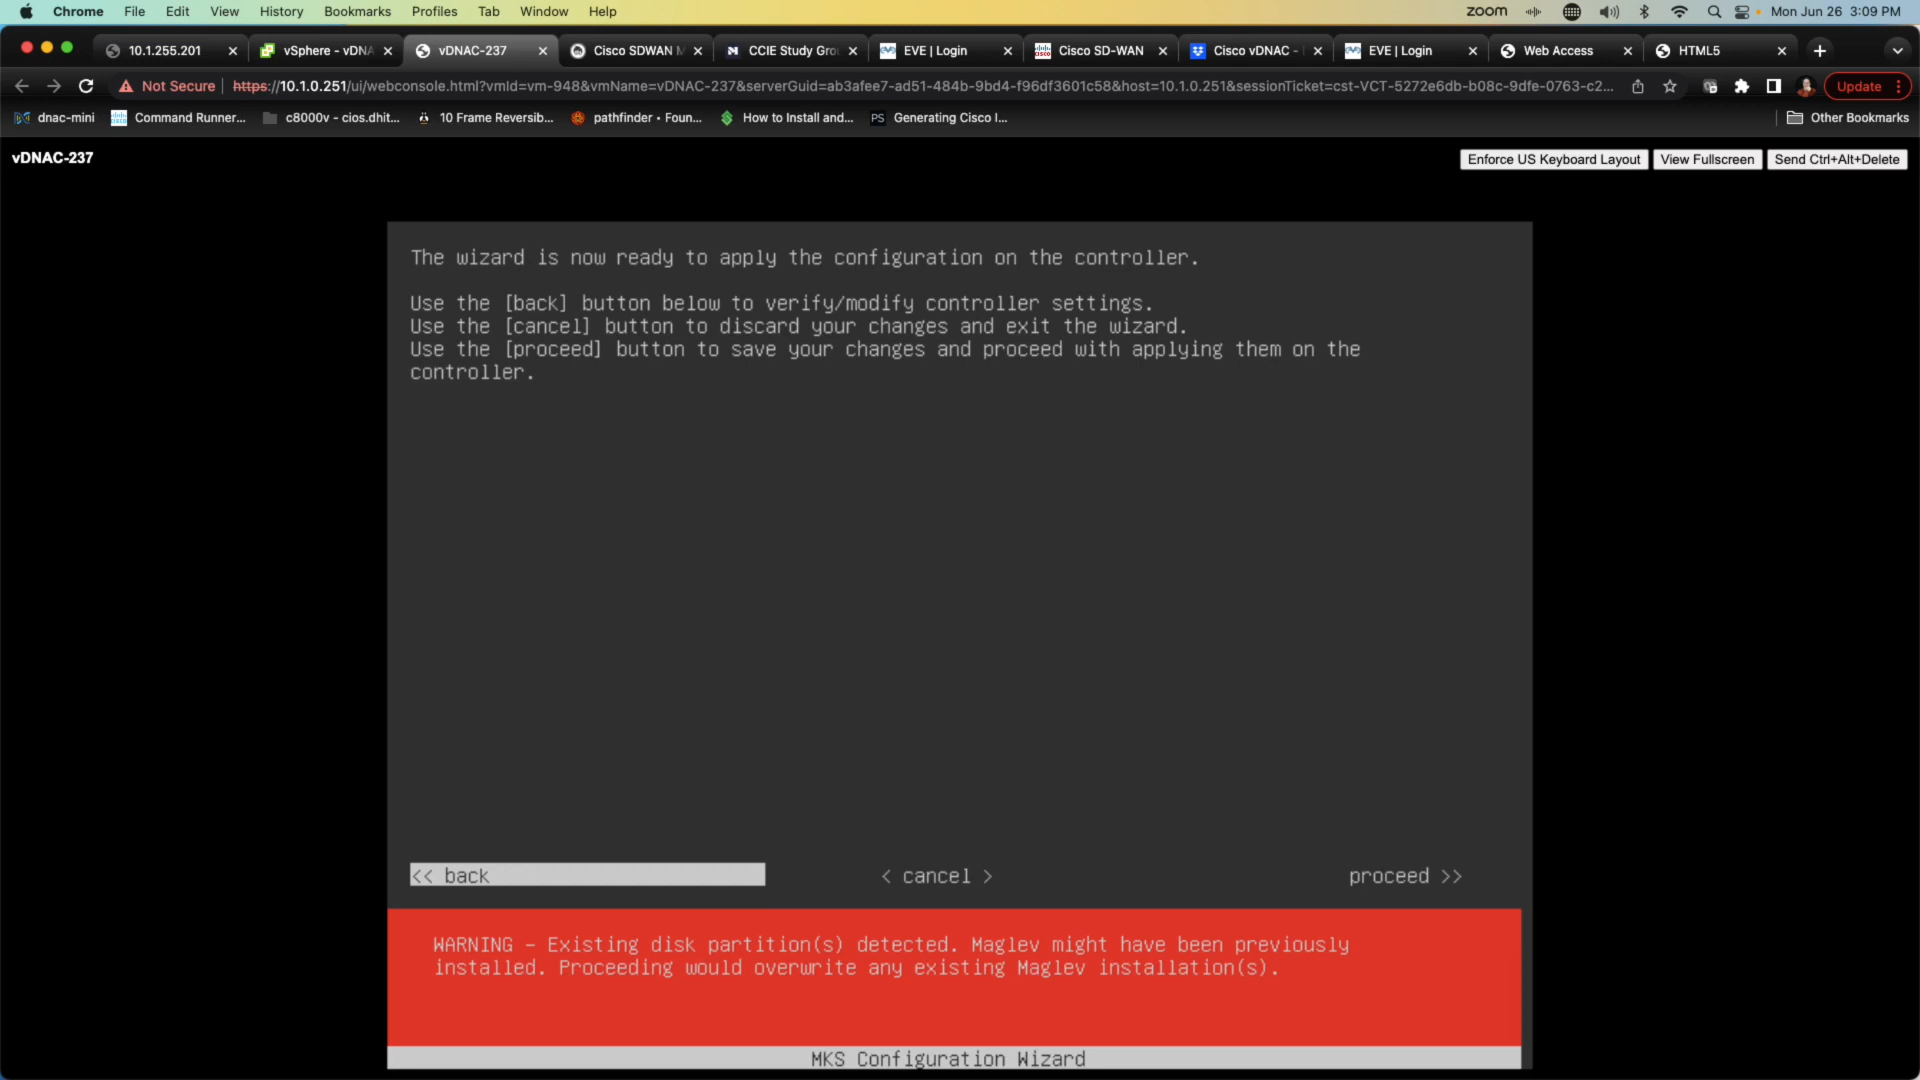 Chrome File Edit View History Bookmarks Profiles Tab Window Help zoom Mon Jun 26 3:09 PM
10.1.255.201 vSphere - vDNA vDNAC-237 Cisco SDWAN M CCIE Study Gro EVE | Login Cisco SD-WAN Cisco vDNAC - EVE | Login Web Access HTML5
Not Secure https://10.1.0.251/ui/webconsole.html?vmId=vm-948&vmName=vDNAC-237&serverGuid=ab3afee7-ad51-484b-9bd4-f96df3601c58&host=10.1.0.251&sessionTicket=cst-VCT-5272e6db-b08c-9dfe-0763-c2... Update
dnac-mini Command Runner... c8000v - cios.dhit... 10 Frame Reversib... pathfinder • Foun... How to Install and... PS Generating Cisco I... Other Bookmarks
vDNAC-237 Enforce US Keyboard Layout View Fullscreen Send Ctrl+Alt+Delete
The wizard is now ready to apply the configuration on the controller.
Use the [back] button below to verify/modify controller settings.
Use the [cancel] button to discard your changes and exit the wizard.
Use the [proceed] button to save your changes and proceed with applying them on the
controller.
<< back < cancel > proceed >>
WARNING - Existing disk partition(s) detected. Maglev might have been previously
installed. Proceeding would overwrite any existing Maglev installation(s).
MKS Configuration Wizard